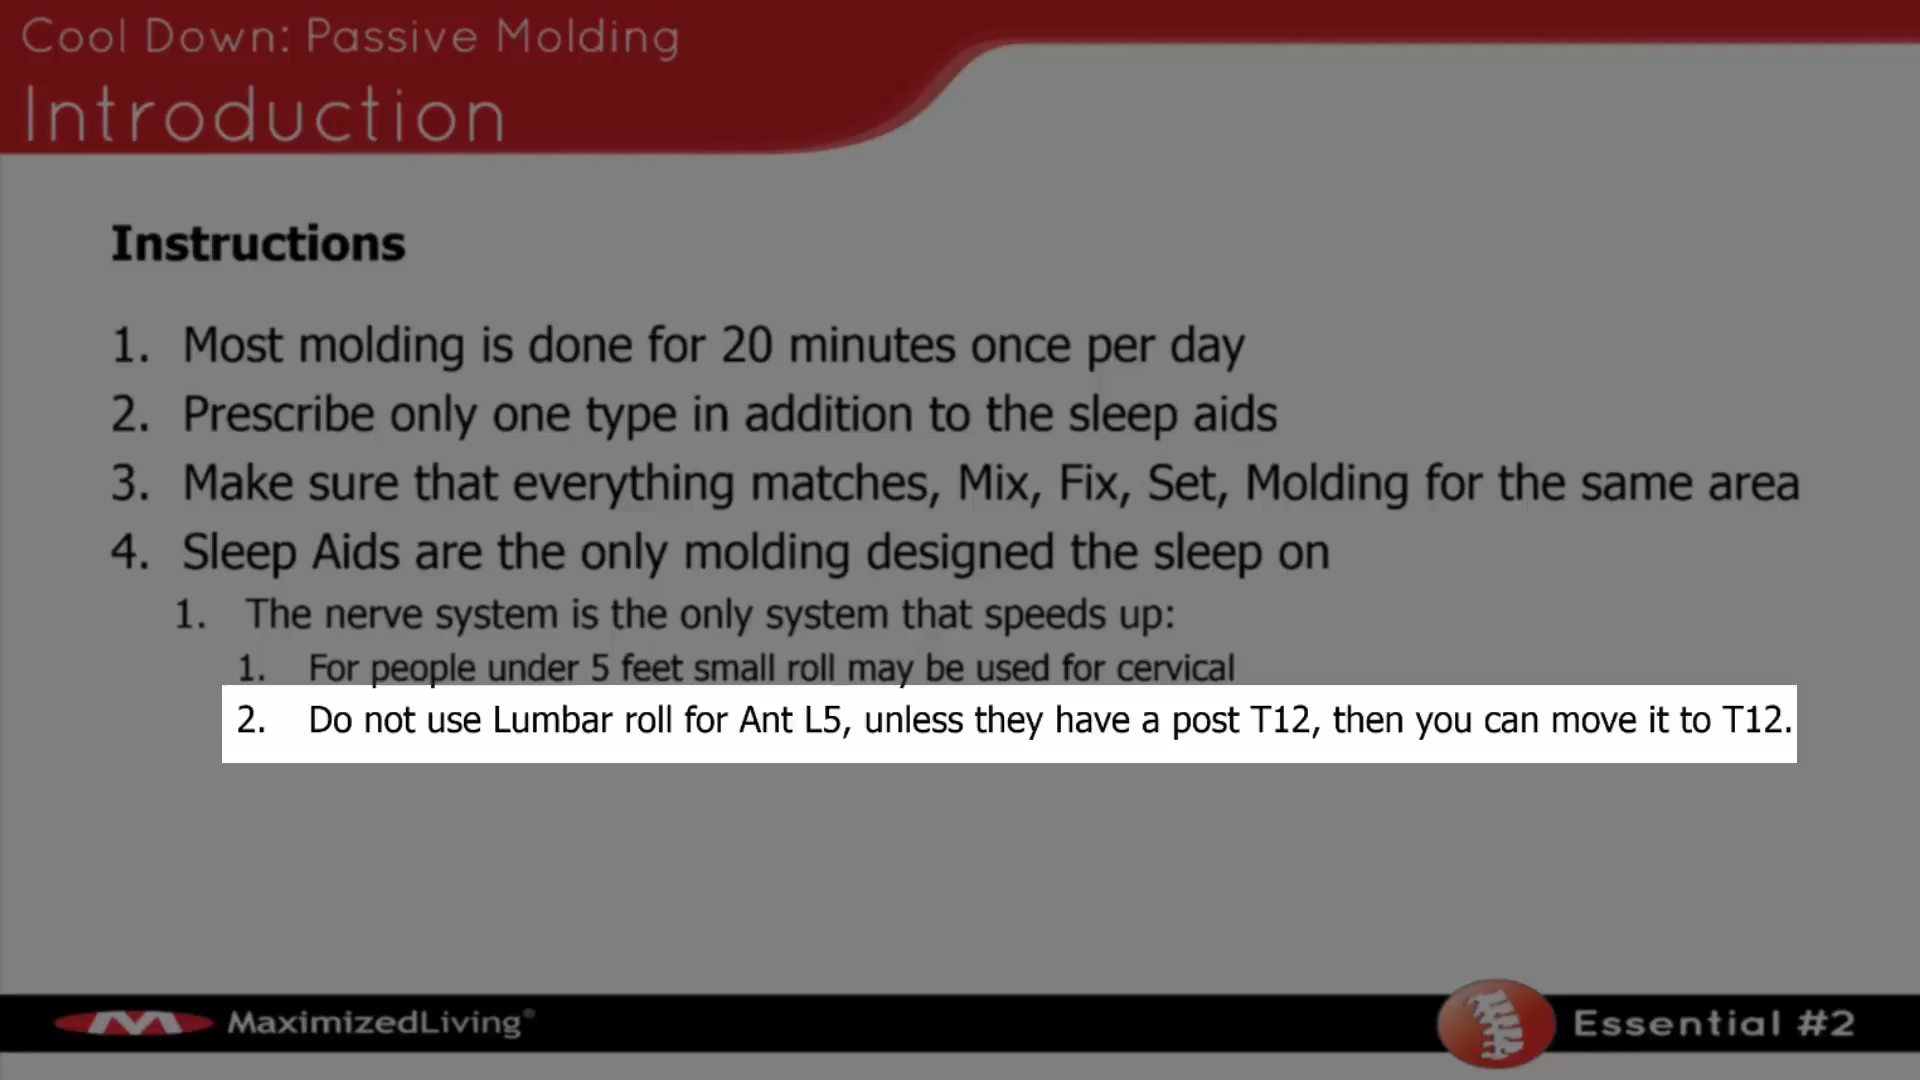 Cool Down: Passive Molding
Introduction
Instructions
1. Most molding is done for 20 minutes once per day
2. Prescribe only one type in addition to the sleep aids
3. Make sure that everything matches, Mix, Fix, Set, Molding for the same area
4. Sleep Aids are the only molding designed the sleep on
1. The nerve system is the only system that speeds up:
1. For people under 5 feet small roll may be used for cervical
2. Do not use Lumbar roll for Ant L5, unless they have a post T12, then you can move it to T12.
MaximizedLiving®
Essential #2